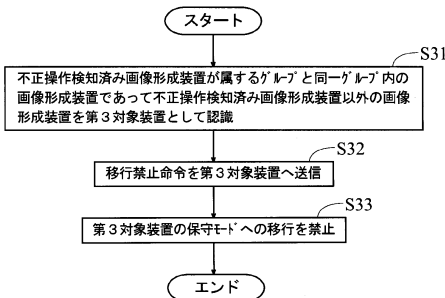 スタート
S31
不正操作検知済み画像形成装置が属するグループと同一グループ内の
画像形成装置であって不正操作検知済み画像形成装置以外の画像
形成装置を第3対象装置として認識
S32
移行禁止命令を第3対象装置へ送信
S33
第3対象装置の保守モードへの移行を禁止
エンド